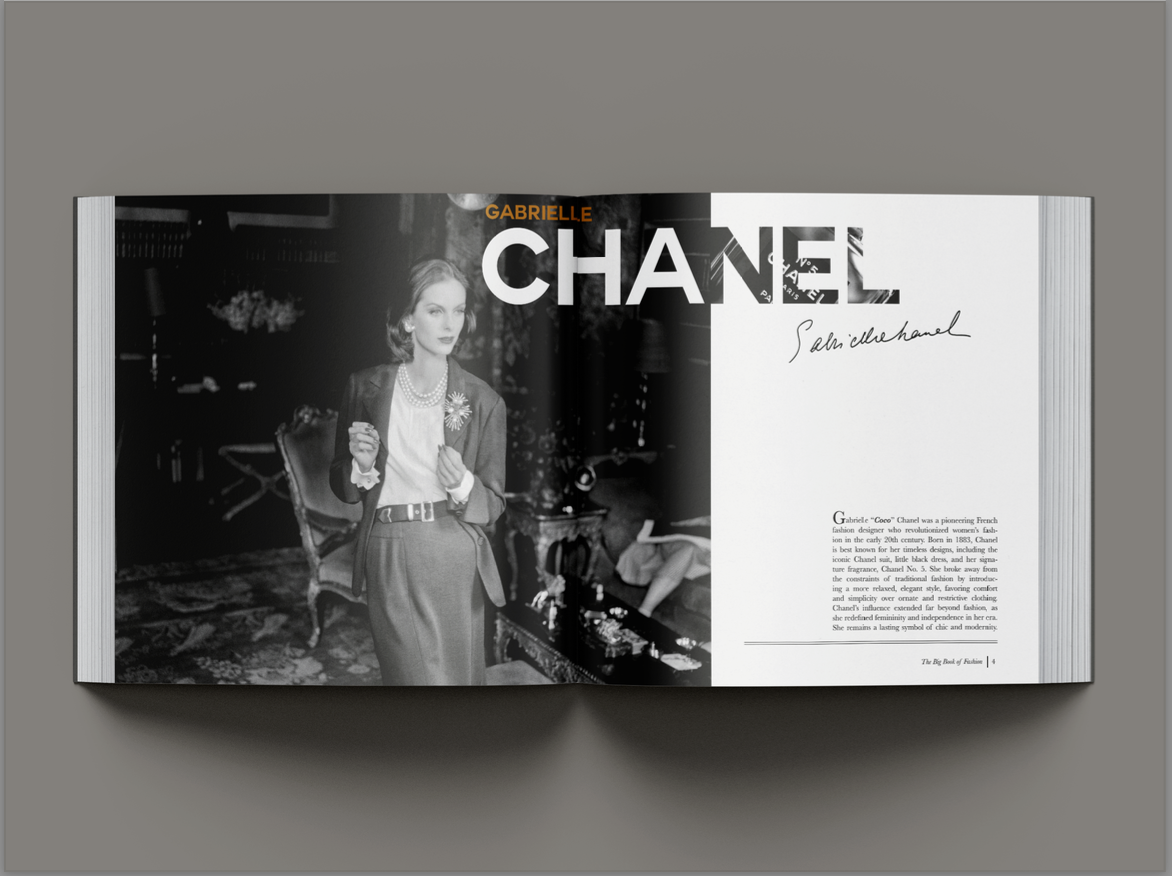 GABRIELLE
CHANEL
N°5
CHANEL
PARIS
Gabrielle Chanel
Gabrielle “Coco” Chanel was a pioneering French
fashion designer who revolutionized women's fash-
ion in the early 20th century. Born in 1883, Chanel
is best known for her timeless designs, including the
iconic Chanel suit, little black dress, and her signa-
ture fragrance, Chanel No. 5. She broke away from
the constraints of traditional fashion by introduc-
ing a more relaxed, elegant style, favoring comfort
and simplicity over ornate and restrictive clothing.
Chanel's influence extended far beyond fashion, as
she redefined femininity and independence in her era.
She remains a lasting symbol of chic and modernity.
The Big Book of Fashion | 4